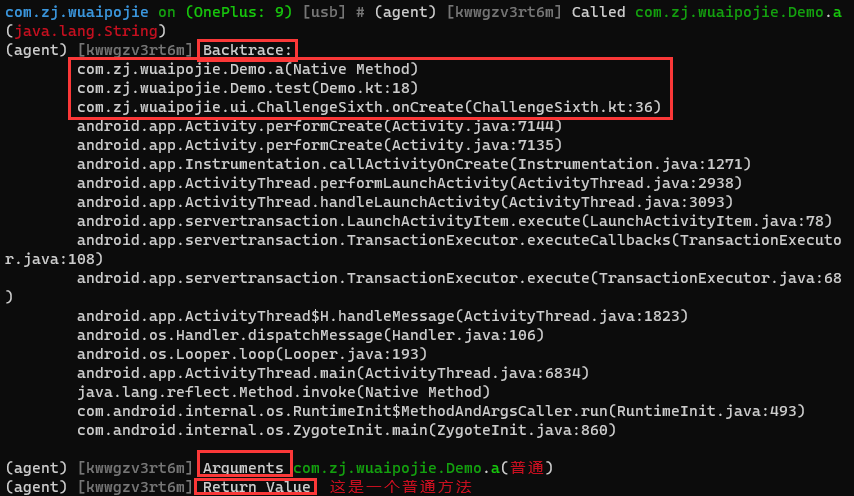 com.zj.wuaipojie on (OnePlus: 9) [usb] # (agent) [kwwgzv3rt6m] Called com.zj.wuaipojie.Demo.a
(java.lang.String)
(agent) [kwwgzv3rt6m] Backtrace:
com.zj.wuaipojie.Demo.a(Native Method)
com.zj.wuaipojie.Demo.test(Demo.kt:18)
com.zj.wuaipojie.ui.ChallengeSixth.onCreate(ChallengeSixth.kt:36)
android.app.Activity.performCreate(Activity.java:7144)
android.app.Activity.performCreate(Activity.java:7135)
android.app.Instrumentation.callActivityOnCreate(Instrumentation.java:1271)
android.app.ActivityThread.performLaunchActivity(ActivityThread.java:2938)
android.app.ActivityThread.handleLaunchActivity(ActivityThread.java:3093)
android.app.servertransaction.LaunchActivityItem.execute(LaunchActivityItem.java:78)
android.app.servertransaction.TransactionExecutor.executeCallbacks(TransactionExecuto
r.java:108)
android.app.servertransaction.TransactionExecutor.execute(TransactionExecutor.java:68
)
android.app.ActivityThread$H.handleMessage(ActivityThread.java:1823)
android.os.Handler.dispatchMessage(Handler.java:106)
android.os.Looper.loop(Looper.java:193)
android.app.ActivityThread.main(ActivityThread.java:6834)
java.lang.reflect.Method.invoke(Native Method)
com.android.internal.os.RuntimeInit$MethodAndArgsCaller.run(RuntimeInit.java:493)
com.android.internal.os.ZygoteInit.main(ZygoteInit.java:860)
(agent) [kwwgzv3rt6m] Arguments com.zj.wuaipojie.Demo.a(普通)
(agent) [kwwgzv3rt6m] Return Value 这是一个普通方法